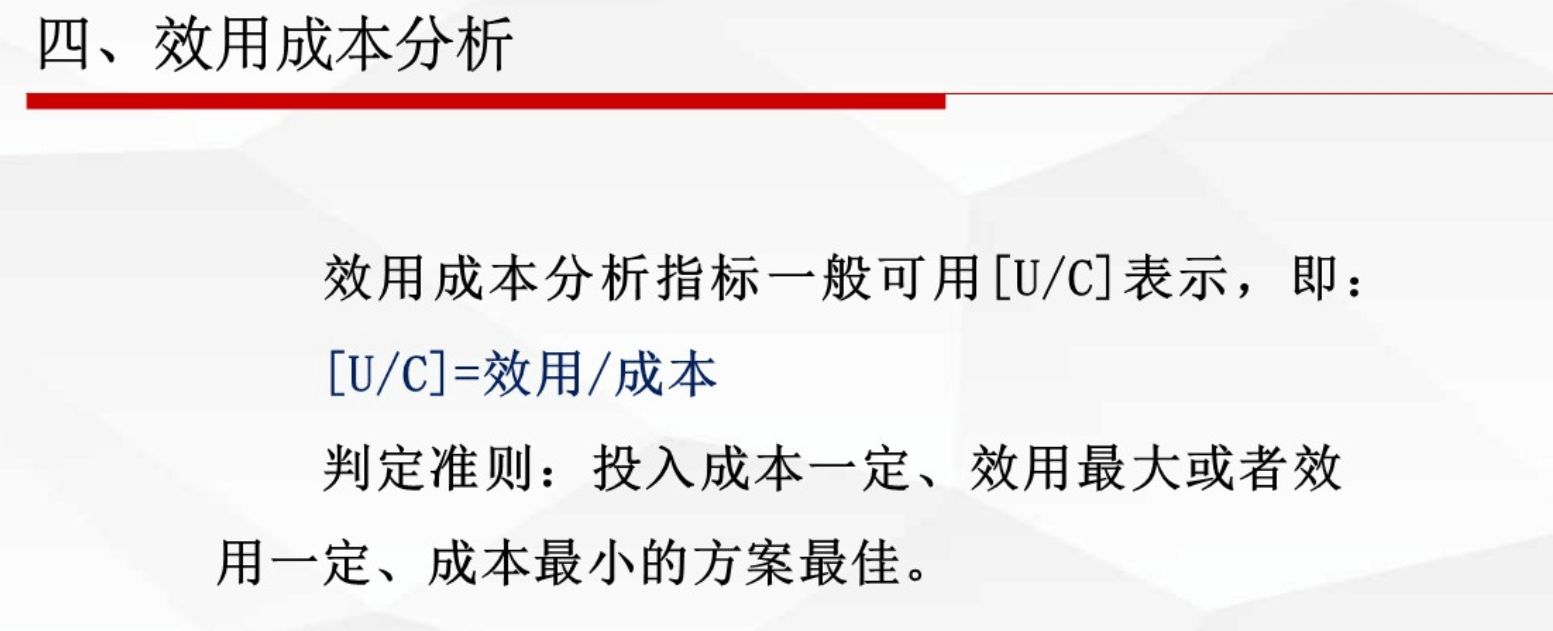 四、效用成本分析
效用成本分析指标一般可用[U/C]表示，即：
[U/C]=效用/成本
判定准则：投入成本一定、效用最大或者效
用一定、成本最小的方案最佳。